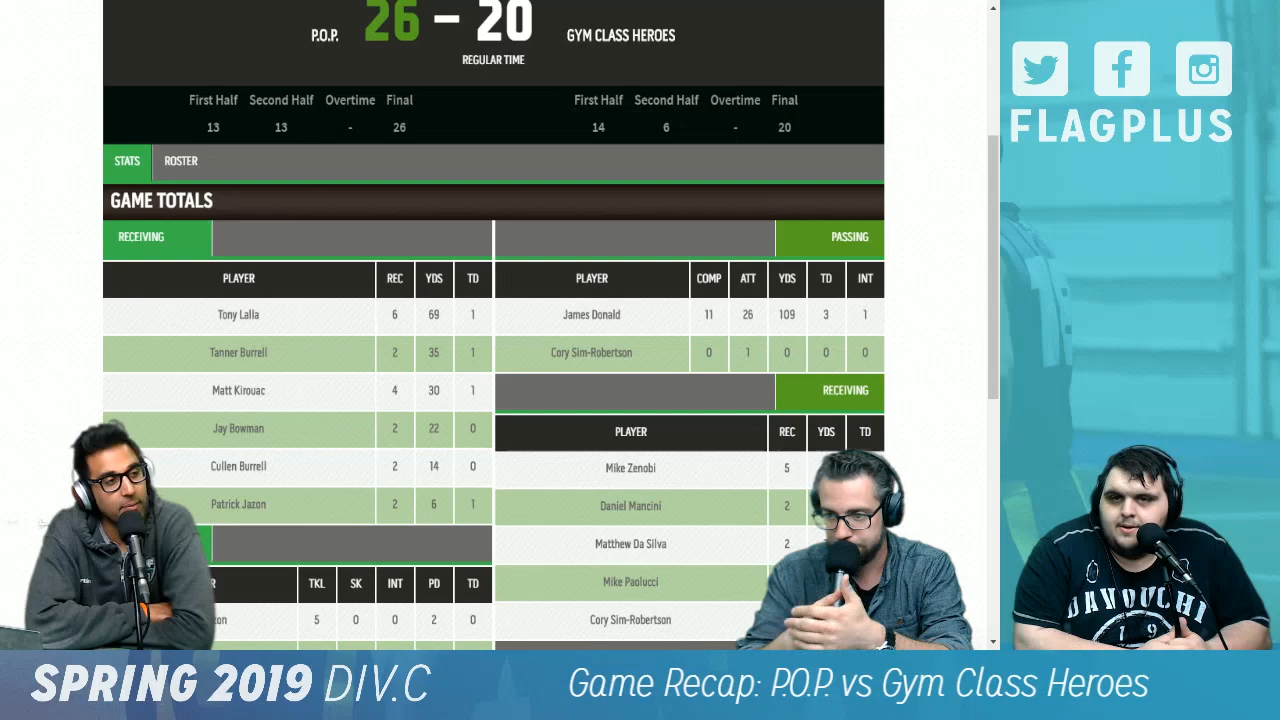 P.O.P. 26 – 20 GYM CLASS HEROES
REGULAR TIME
First Half Second Half Overtime Final
13 13 - 26
First Half Second Half Overtime Final
14 6 - 20
STATS ROSTER
GAME TOTALS
RECEIVING
PLAYER REC YDS TD
Tony Lalla 6 69 1
Tanner Burrell 2 35 1
Matt Kirouac 4 30 1
Jay Bowman 2 22 0
Cullen Burrell 2 14 0
Patrick Jazon 2 6 1
TKL SK INT PD TD
5 0 0 2 0
PASSING
PLAYER COMP ATT YDS TD INT
James Donald 11 26 109 3 1
Cory Sim-Robertson 0 1 0 0 0
RECEIVING
PLAYER REC YDS TD
Mike Zenobi 5
Daniel Mancini 2
Matthew Da Silva 2
Mike Paolucci
Cory Sim-Robertson
FLAGPLUS
DAVOUCHI
19
SPRING 2019 DIV.C
Game Recap: P.O.P. vs Gym Class Heroes